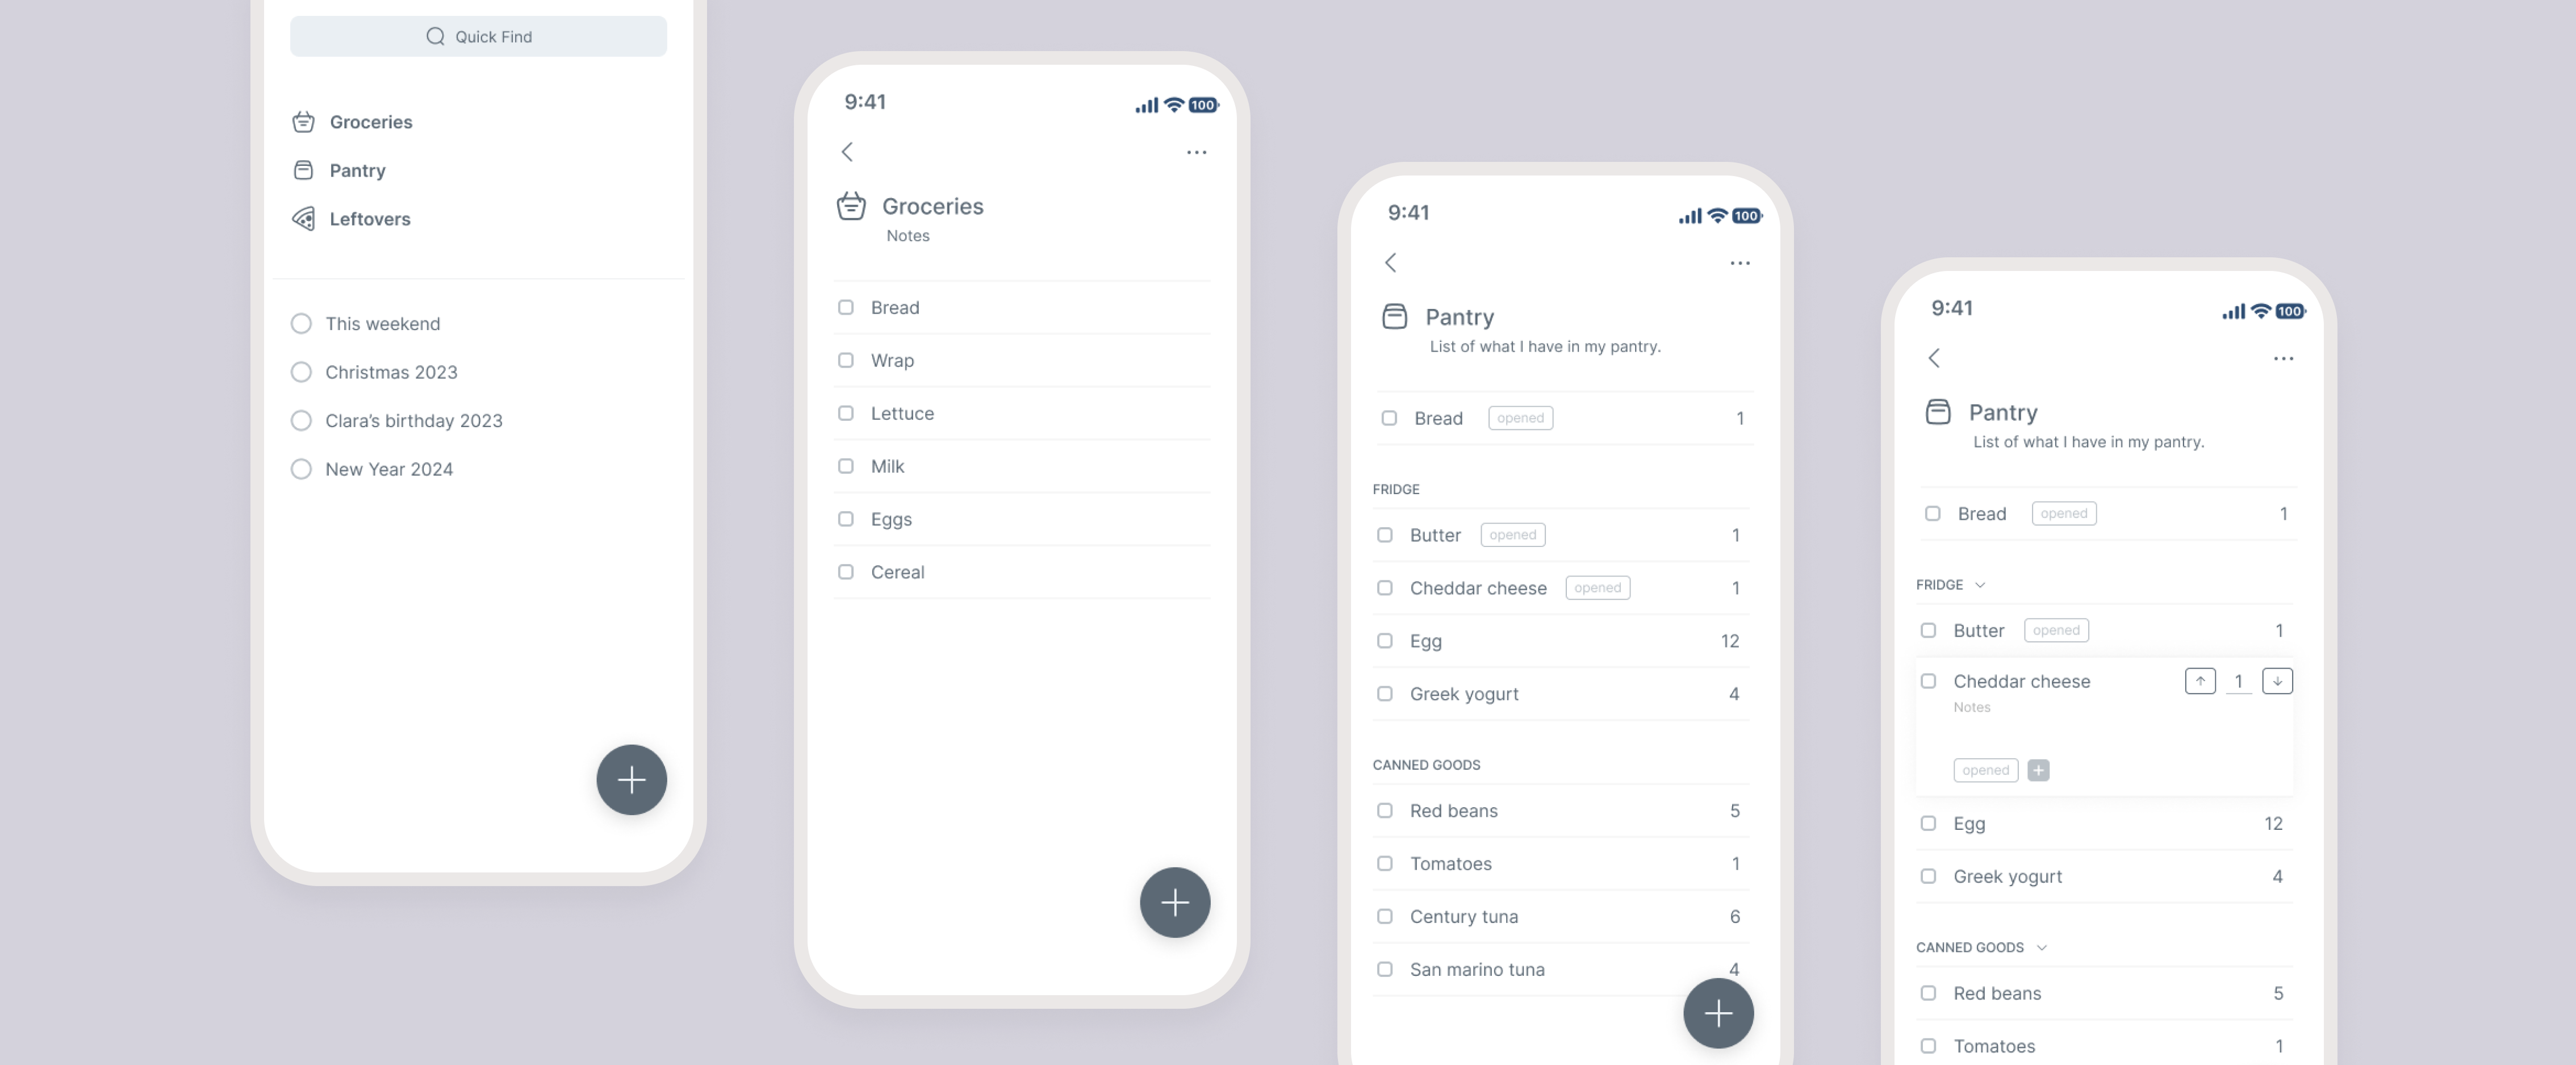 Quick Find
Groceries
Pantry
Leftovers
This weekend
Christmas 2023
Clara’s birthday 2023
New Year 2024
9:41 100
Groceries
Notes
Bread
Wrap
Lettuce
Milk
Eggs
Cereal
9:41 100
Pantry
List of what I have in my pantry.
Bread opened 1
FRIDGE
Butter opened 1
Cheddar cheese opened 1
Egg 12
Greek yogurt 4
CANNED GOODS
Red beans 5
Tomatoes 1
Century tuna 6
San marino tuna 4
9:41 100
Pantry
List of what I have in my pantry.
Bread opened 1
FRIDGE
Butter opened 1
Cheddar cheese 1
Notes
opened
Egg 12
Greek yogurt 4
CANNED GOODS
Red beans 5
Tomatoes 1